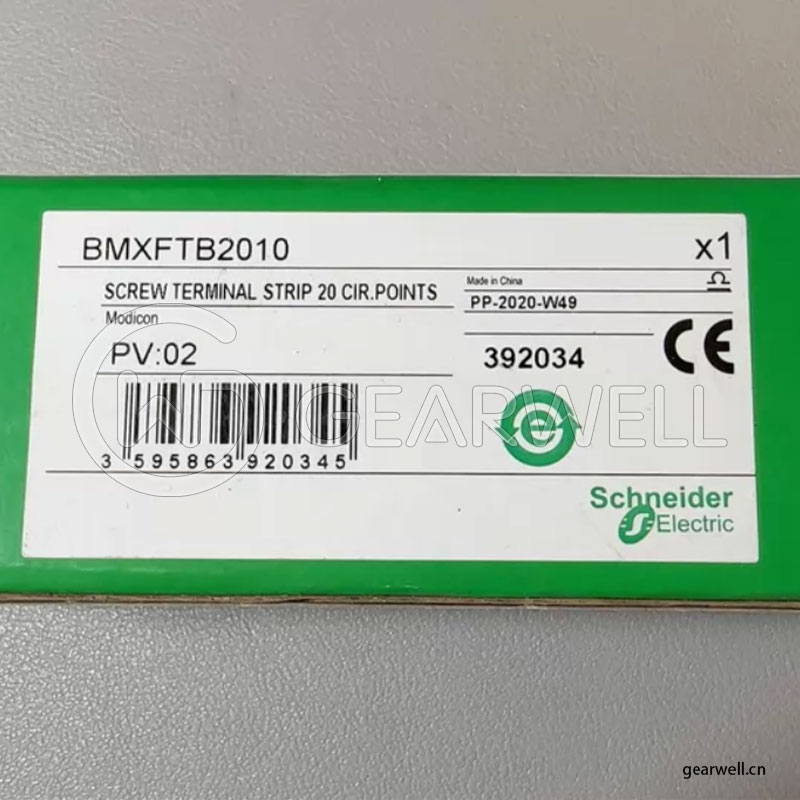 BMXFTB2010
x1
SCREW TERMINAL STRIP 20 CIR.POINTS
Made in China
Modicon
PP-2020-W49
PV:02
392034
CE
GEARWELL
3 595863 920345
Schneider
Electric
gearwell.cn